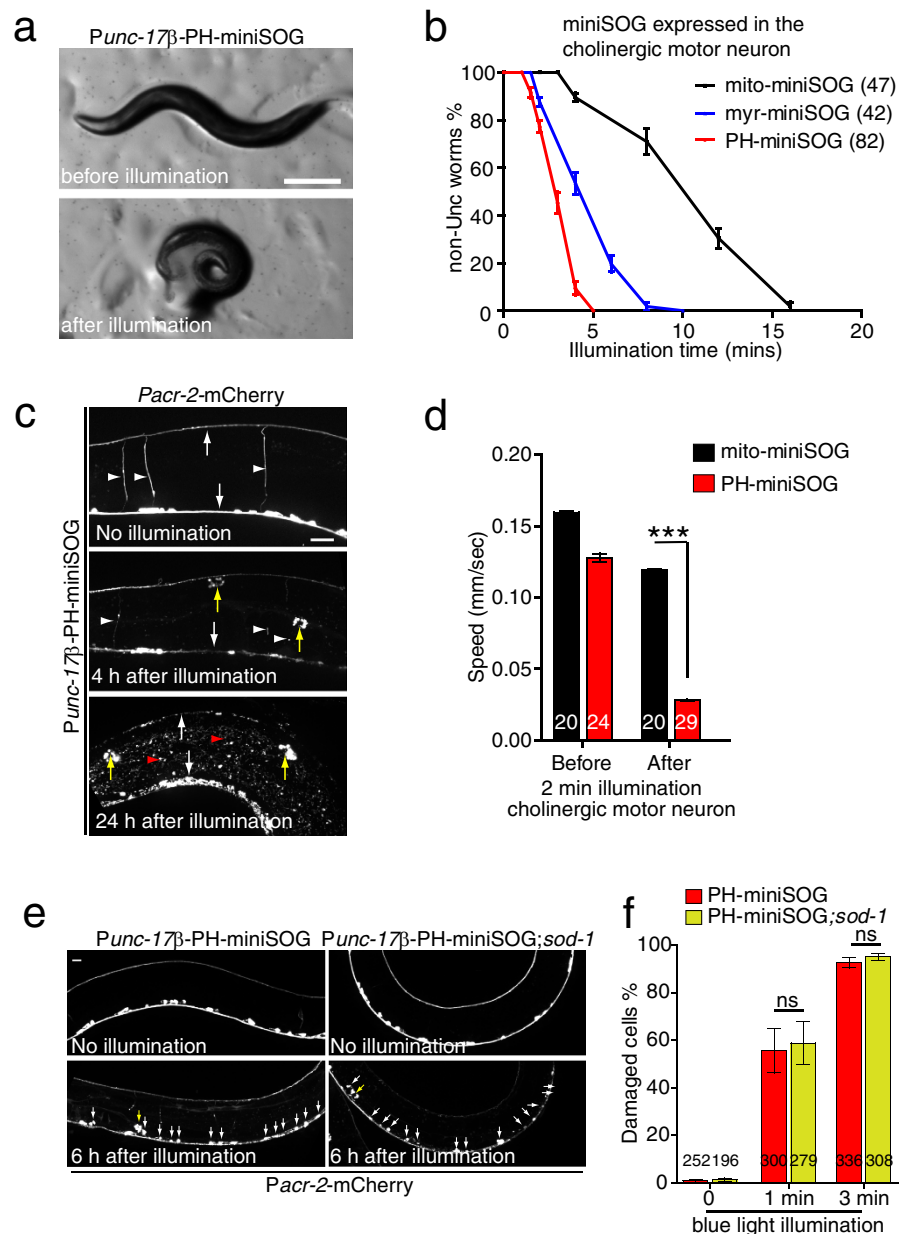 a
Punc-17β-PH-miniSOG
before illumination
after illumination
b
miniSOG expressed in the
cholinergic motor neuron
mito-miniSOG (47)
myr-miniSOG (42)
PH-miniSOG (82)
non-Unc worms %
100
80
60
40
20
0
0
5
10
15
20
Illumination time (mins)
c
Pacr-2-mCherry
Punc-17β-PH-miniSOG
No illumination
4 h after illumination
24 h after illumination
d
mito-miniSOG
PH-miniSOG
Speed (mm/sec)
0.20
0.15
0.10
0.05
0.00
***
20 24 20 29
Before After
2 min illumination
cholinergic motor neuron
e
Punc-17β-PH-miniSOG Punc-17β-PH-miniSOG;sod-1
No illumination No illumination
6 h after illumination 6 h after illumination
Pacr-2-mCherry
f
PH-miniSOG
PH-miniSOG;sod-1
Damaged cells %
100
80
60
40
20
0
ns
ns
252 196 300 279 336 308
0 1 min 3 min
blue light illumination